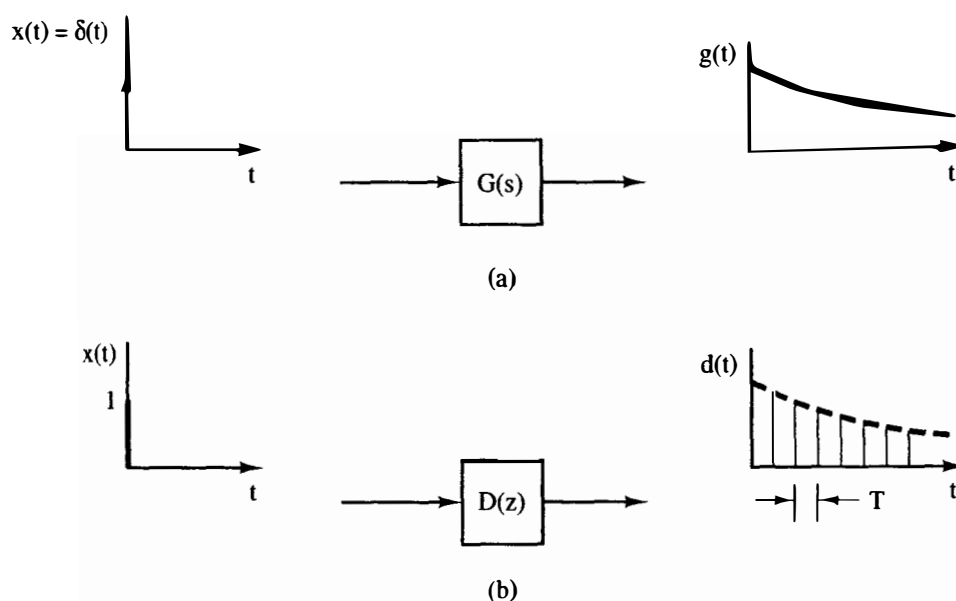 x(t) = δ(t)
g(t)
t
G(s)
t
(a)
x(t)
d(t)
1
D(z)
t
t
T
(b)